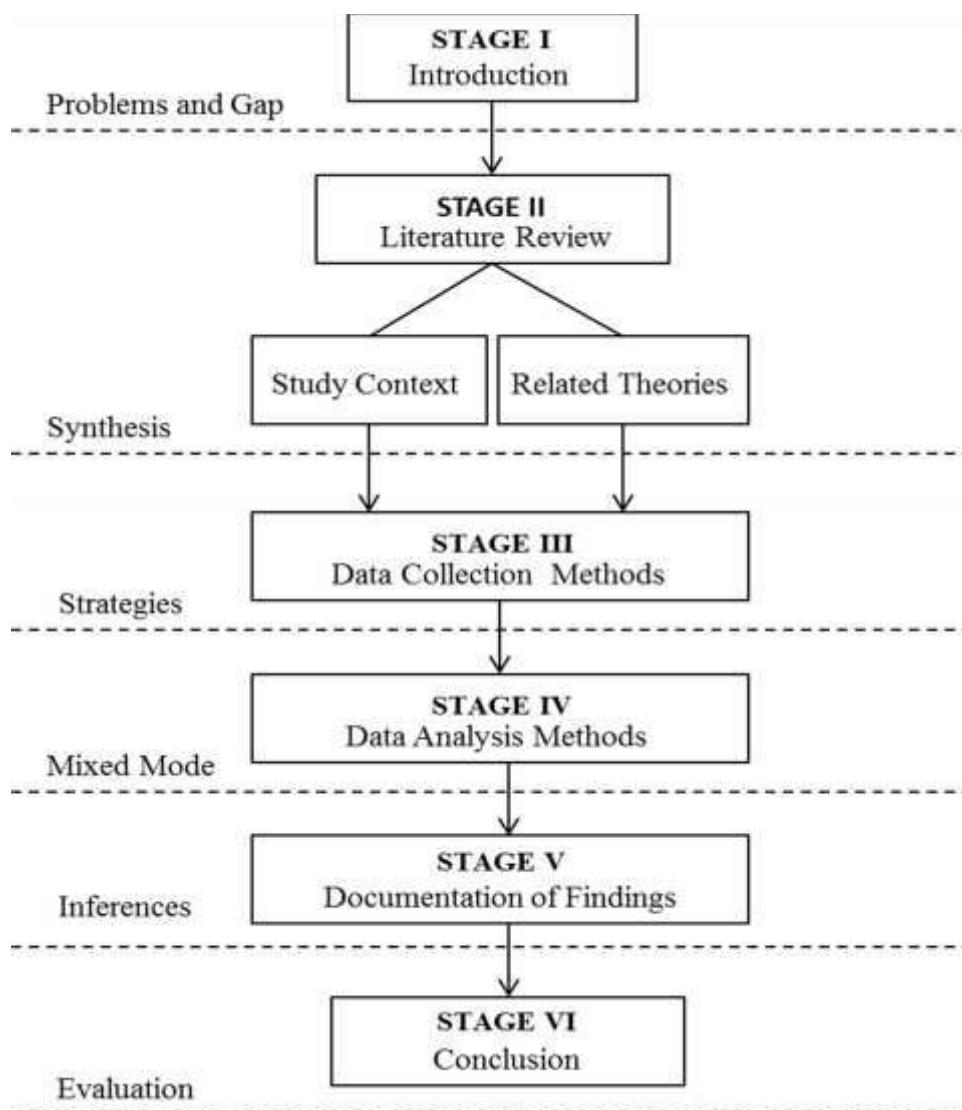 STAGE I
Introduction
Problems and Gap
STAGE II
Literature Review
Study Context
Related Theories
Synthesis
STAGE III
Data Collection Methods
Strategies
STAGE IV
Data Analysis Methods
Mixed Mode
STAGE V
Documentation of Findings
Inferences
STAGE VI
Conclusion
Evaluation